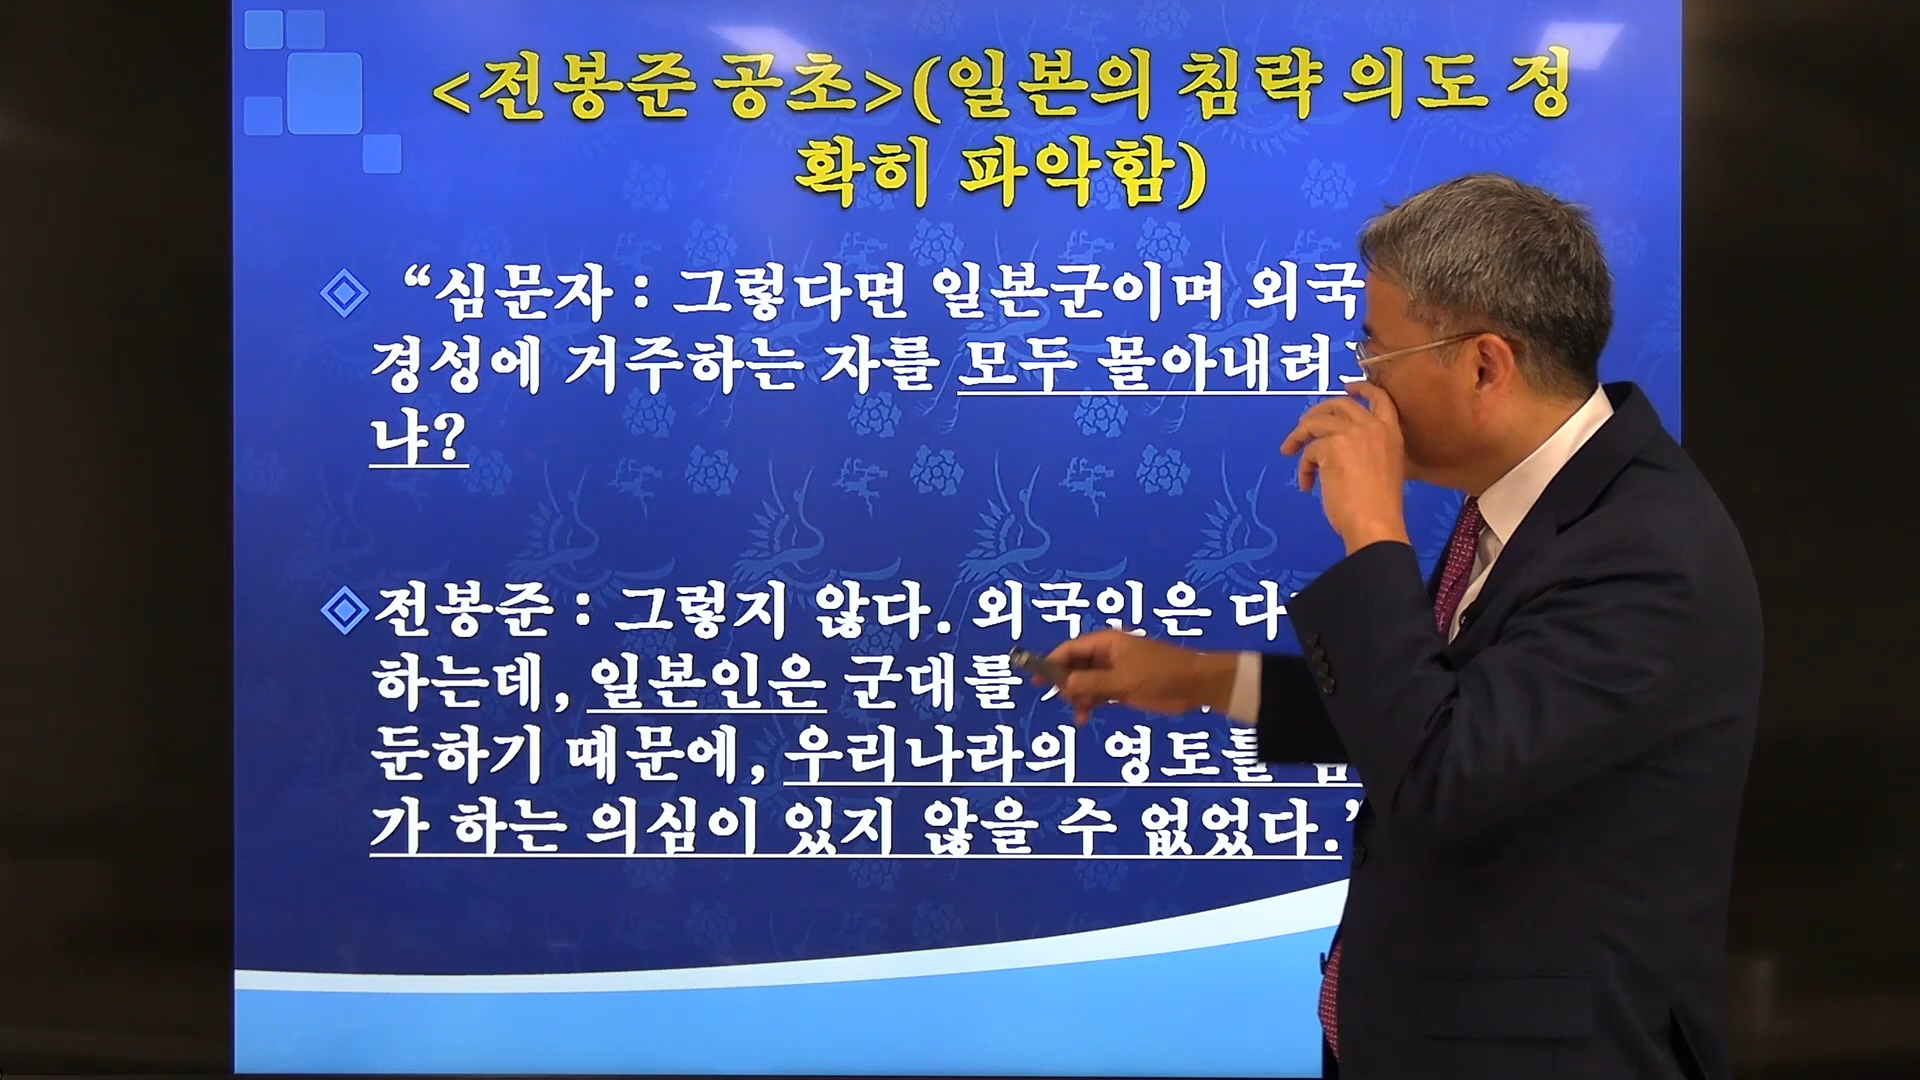 <전봉준 공초>(일본의 침략 의도 정
확히 파악함)
“심문자 : 그렇다면 일본군이며 외국
경성에 거주하는 자를 모두 몰아내려
냐?
전봉준 : 그렇지 않다. 외국인은
하는데, 일본인은 군대를
둔하기 때문에, 우리나라의 영토를
가 하는 의심이 있지 않을 수 없었다.”